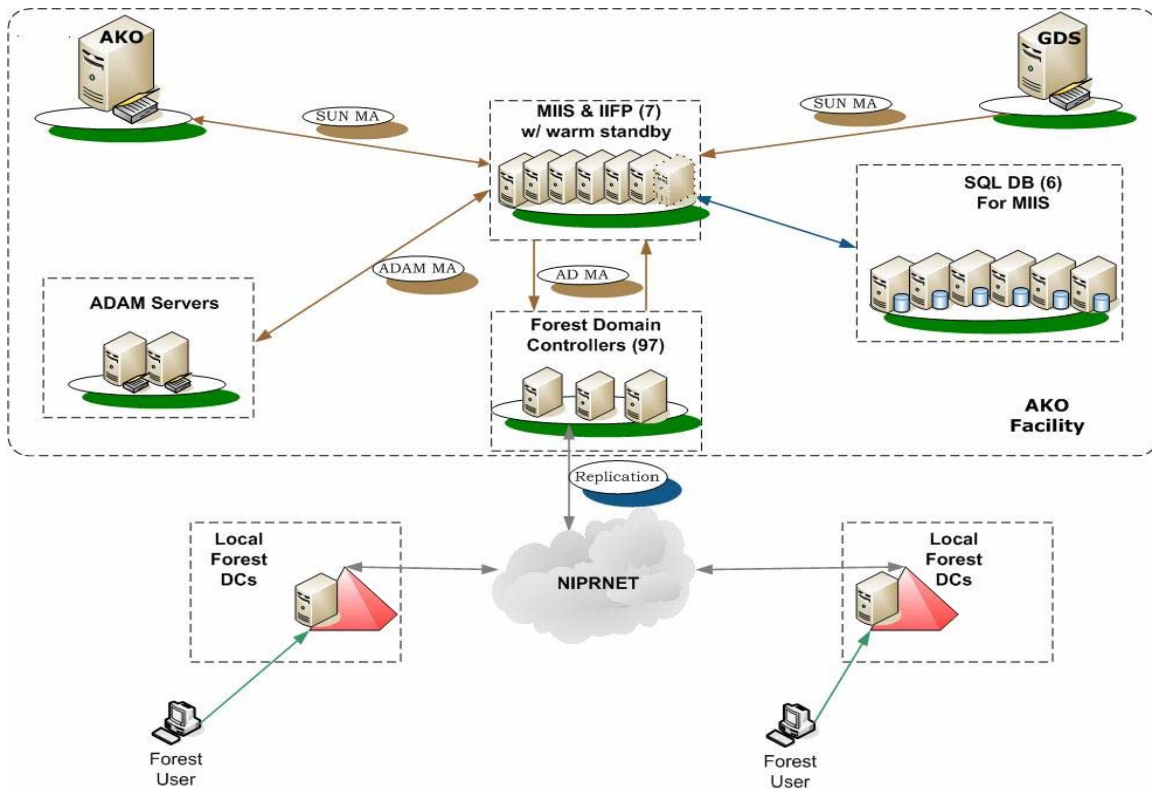 AKO
GDS
SUN MA
MIIS & IIFP (7)
w/ warm standby
SUN MA
SQL DB (6)
For MIIS
ADAM MA
AD MA
ADAM Servers
Forest Domain
Controllers (97)
AKO
Facility
Replication
Local
Forest
DCs
NIPRNET
Local
Forest
DCs
Forest
User
Forest
User